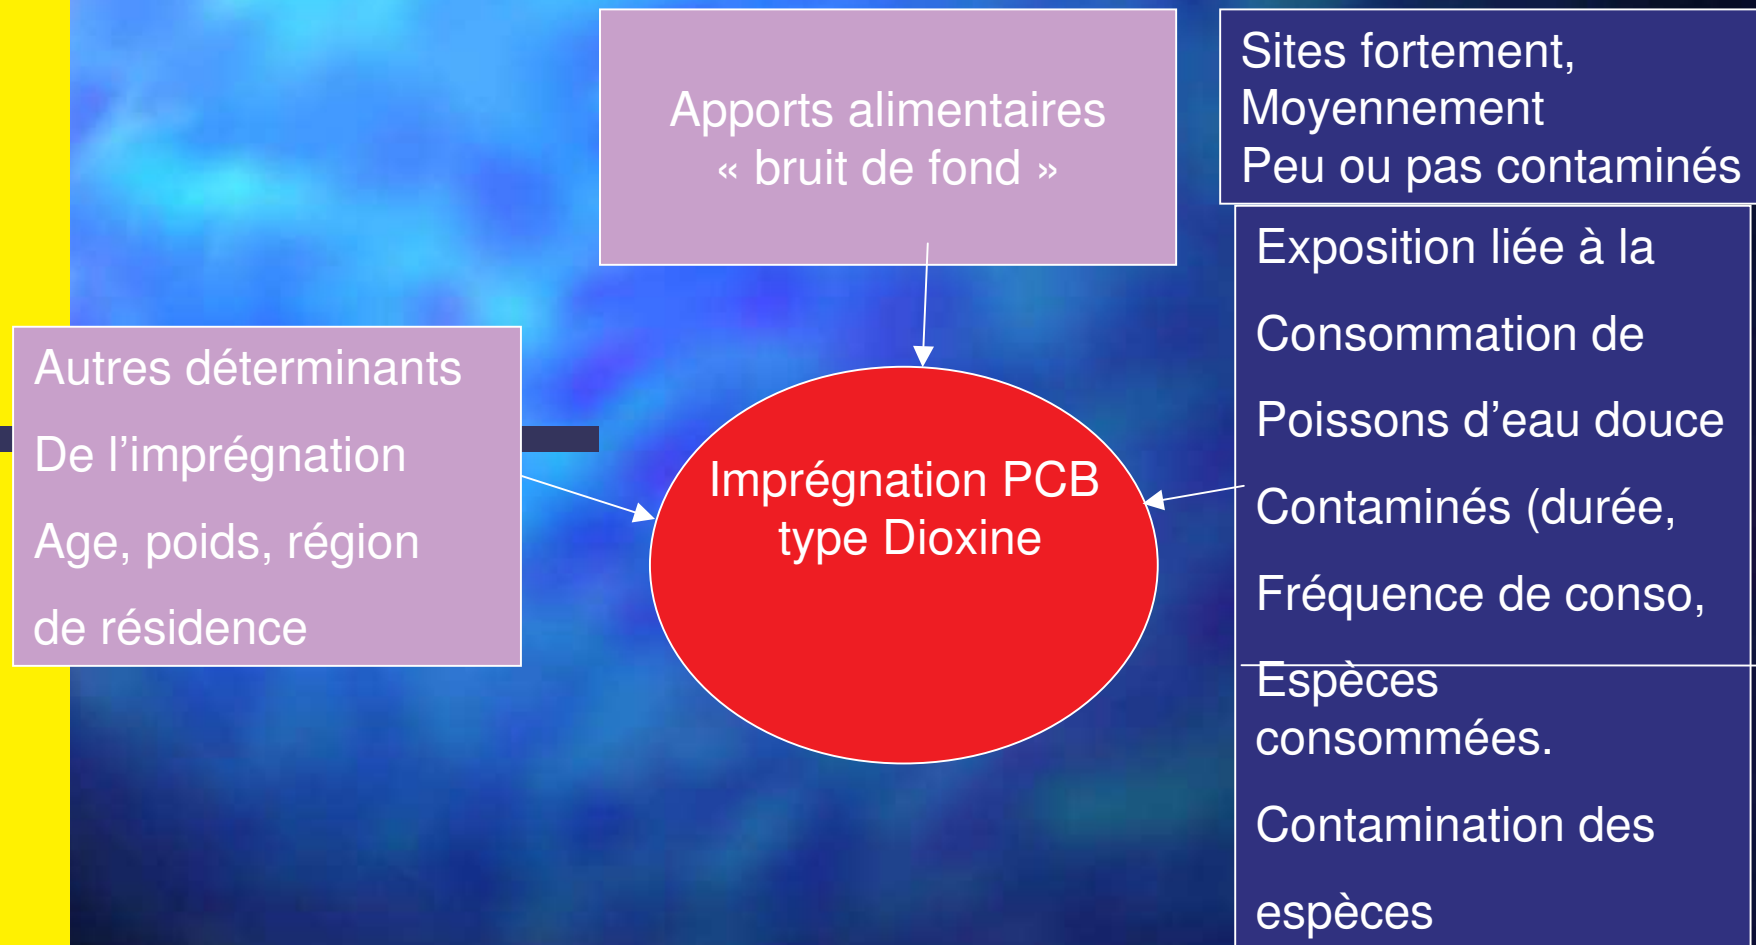 Apports alimentaires
« bruit de fond »
Sites fortement,
Moyennement
Peu ou pas contaminés
Autres déterminants
De l’imprégnation
Age, poids, région
de résidence
Imprégnation PCB
type Dioxine
Exposition liée à la
Consommation de
Poissons d’eau douce
Contaminés (durée,
Fréquence de conso,
Espèces
consommées.
Contamination des
espèces